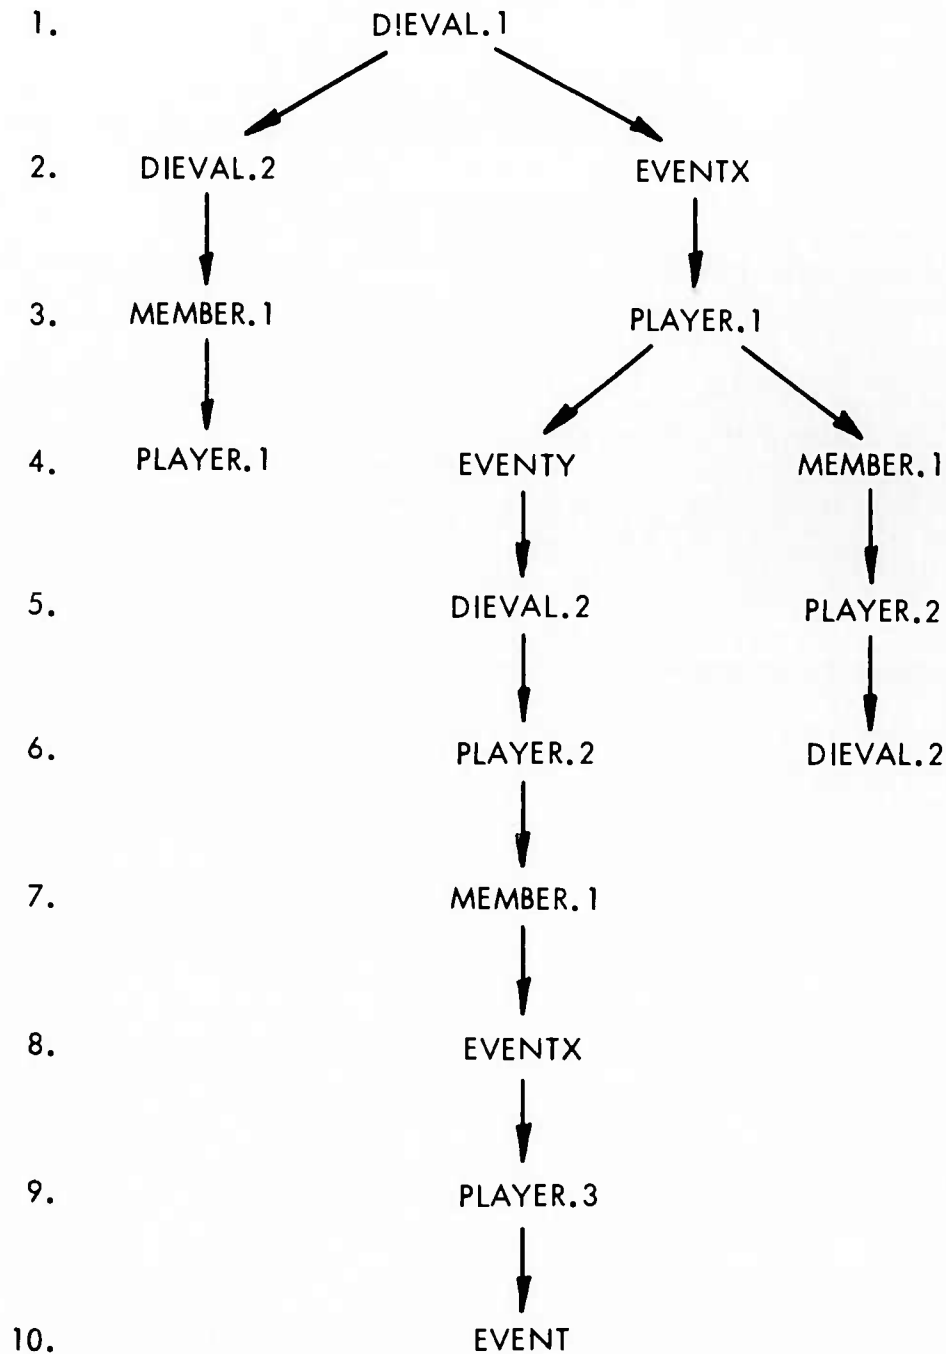 1. DIEVAL.1
2. DIEVAL.2 EVENTX
3. MEMBER.1 PLAYER.1
4. PLAYER.1 EVENTY MEMBER.1
5. DIEVAL.2 PLAYER.2
6. PLAYER.2 DIEVAL.2
7. MEMBER.1
8. EVENTX
9. PLAYER.3
10. EVENT